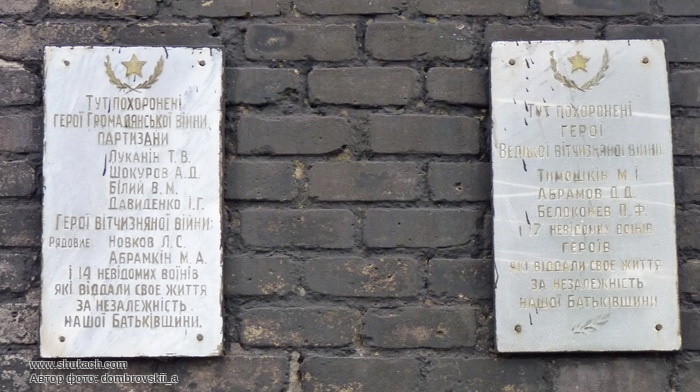 Тут похоронені
герої Громадянської війни,
партизани
Луканін Т. В.
Шокуров А. Д.
Білий В. М.
Давиденко І. Г.
Герої Вітчизняної війни:
рядовие Новков Л. С.
Абрамкін М. А.
і 14 невідомих воїнів
які віддали своє життя
за незалежність
нашої Батьківщини.
Тут похоронені
герої
Великої Вітчизняної війни
Тимошкін М. І.
Абрамов Д. Д.
Белоконев П. Ф.
і 17 невідомих воїнів
героїв
які віддали своє життя
за незалежність
нашої Батьківщини
www.shukach.com
Автор фото: dombrovskii_a